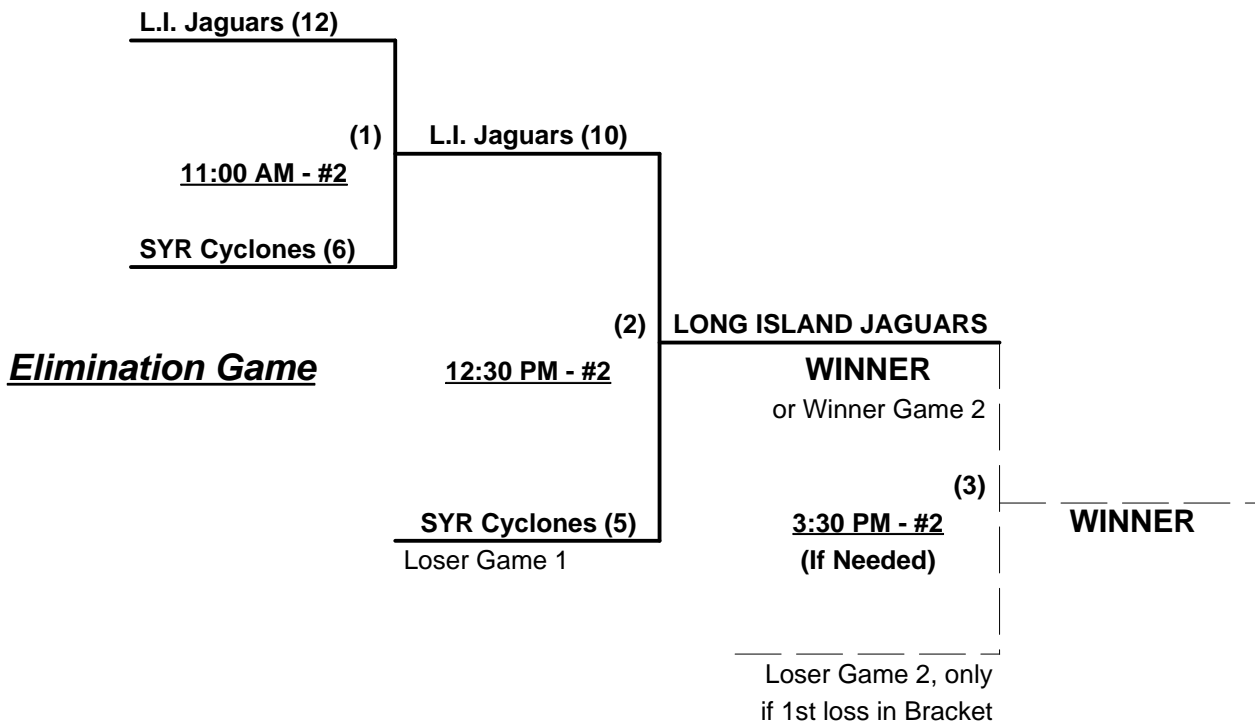 L.I. Jaguars (12)
(1)
L.I. Jaguars (10)
11:00 AM - #2
SYR Cyclones (6)
(2)
LONG ISLAND JAGUARS
Elimination Game
12:30 PM - #2
WINNER
or Winner Game 2
(3)
SYR Cyclones (5)
3:30 PM - #2
WINNER
Loser Game 1
(If Needed)
Loser Game 2, only
if 1st loss in Bracket